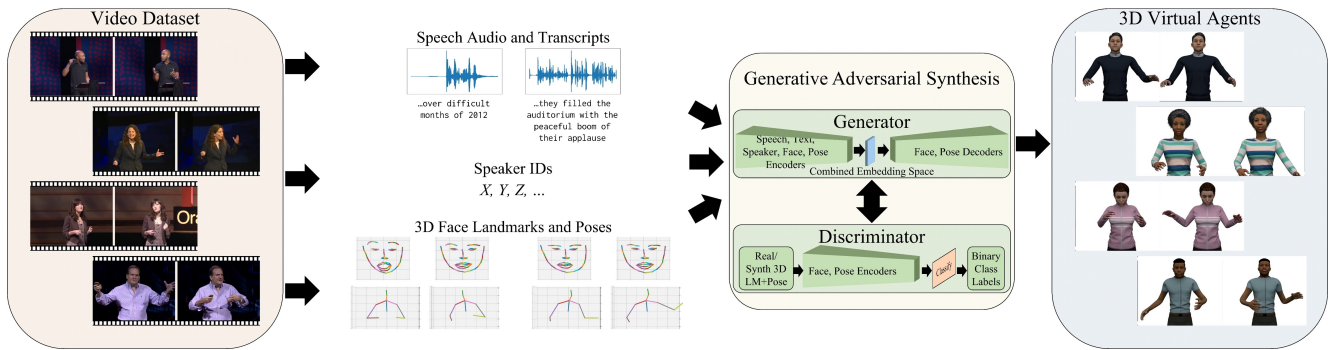 Video Dataset
Ora
Speech Audio and Transcripts
…over difficult
months of 2012
…they filled the
auditorium with the
peaceful boom of
their applause
Speaker IDs
X, Y, Z, …
3D Face Landmarks and Poses
Generative Adversarial Synthesis
Generator
Speech, Text,
Speaker, Face, Pose
Encoders
Face, Pose Decoders
Combined Embedding Space
Discriminator
Real/
Synth 3D
LM+Pose
Face, Pose Encoders
Classify
Binary
Class
Labels
3D Virtual Agents